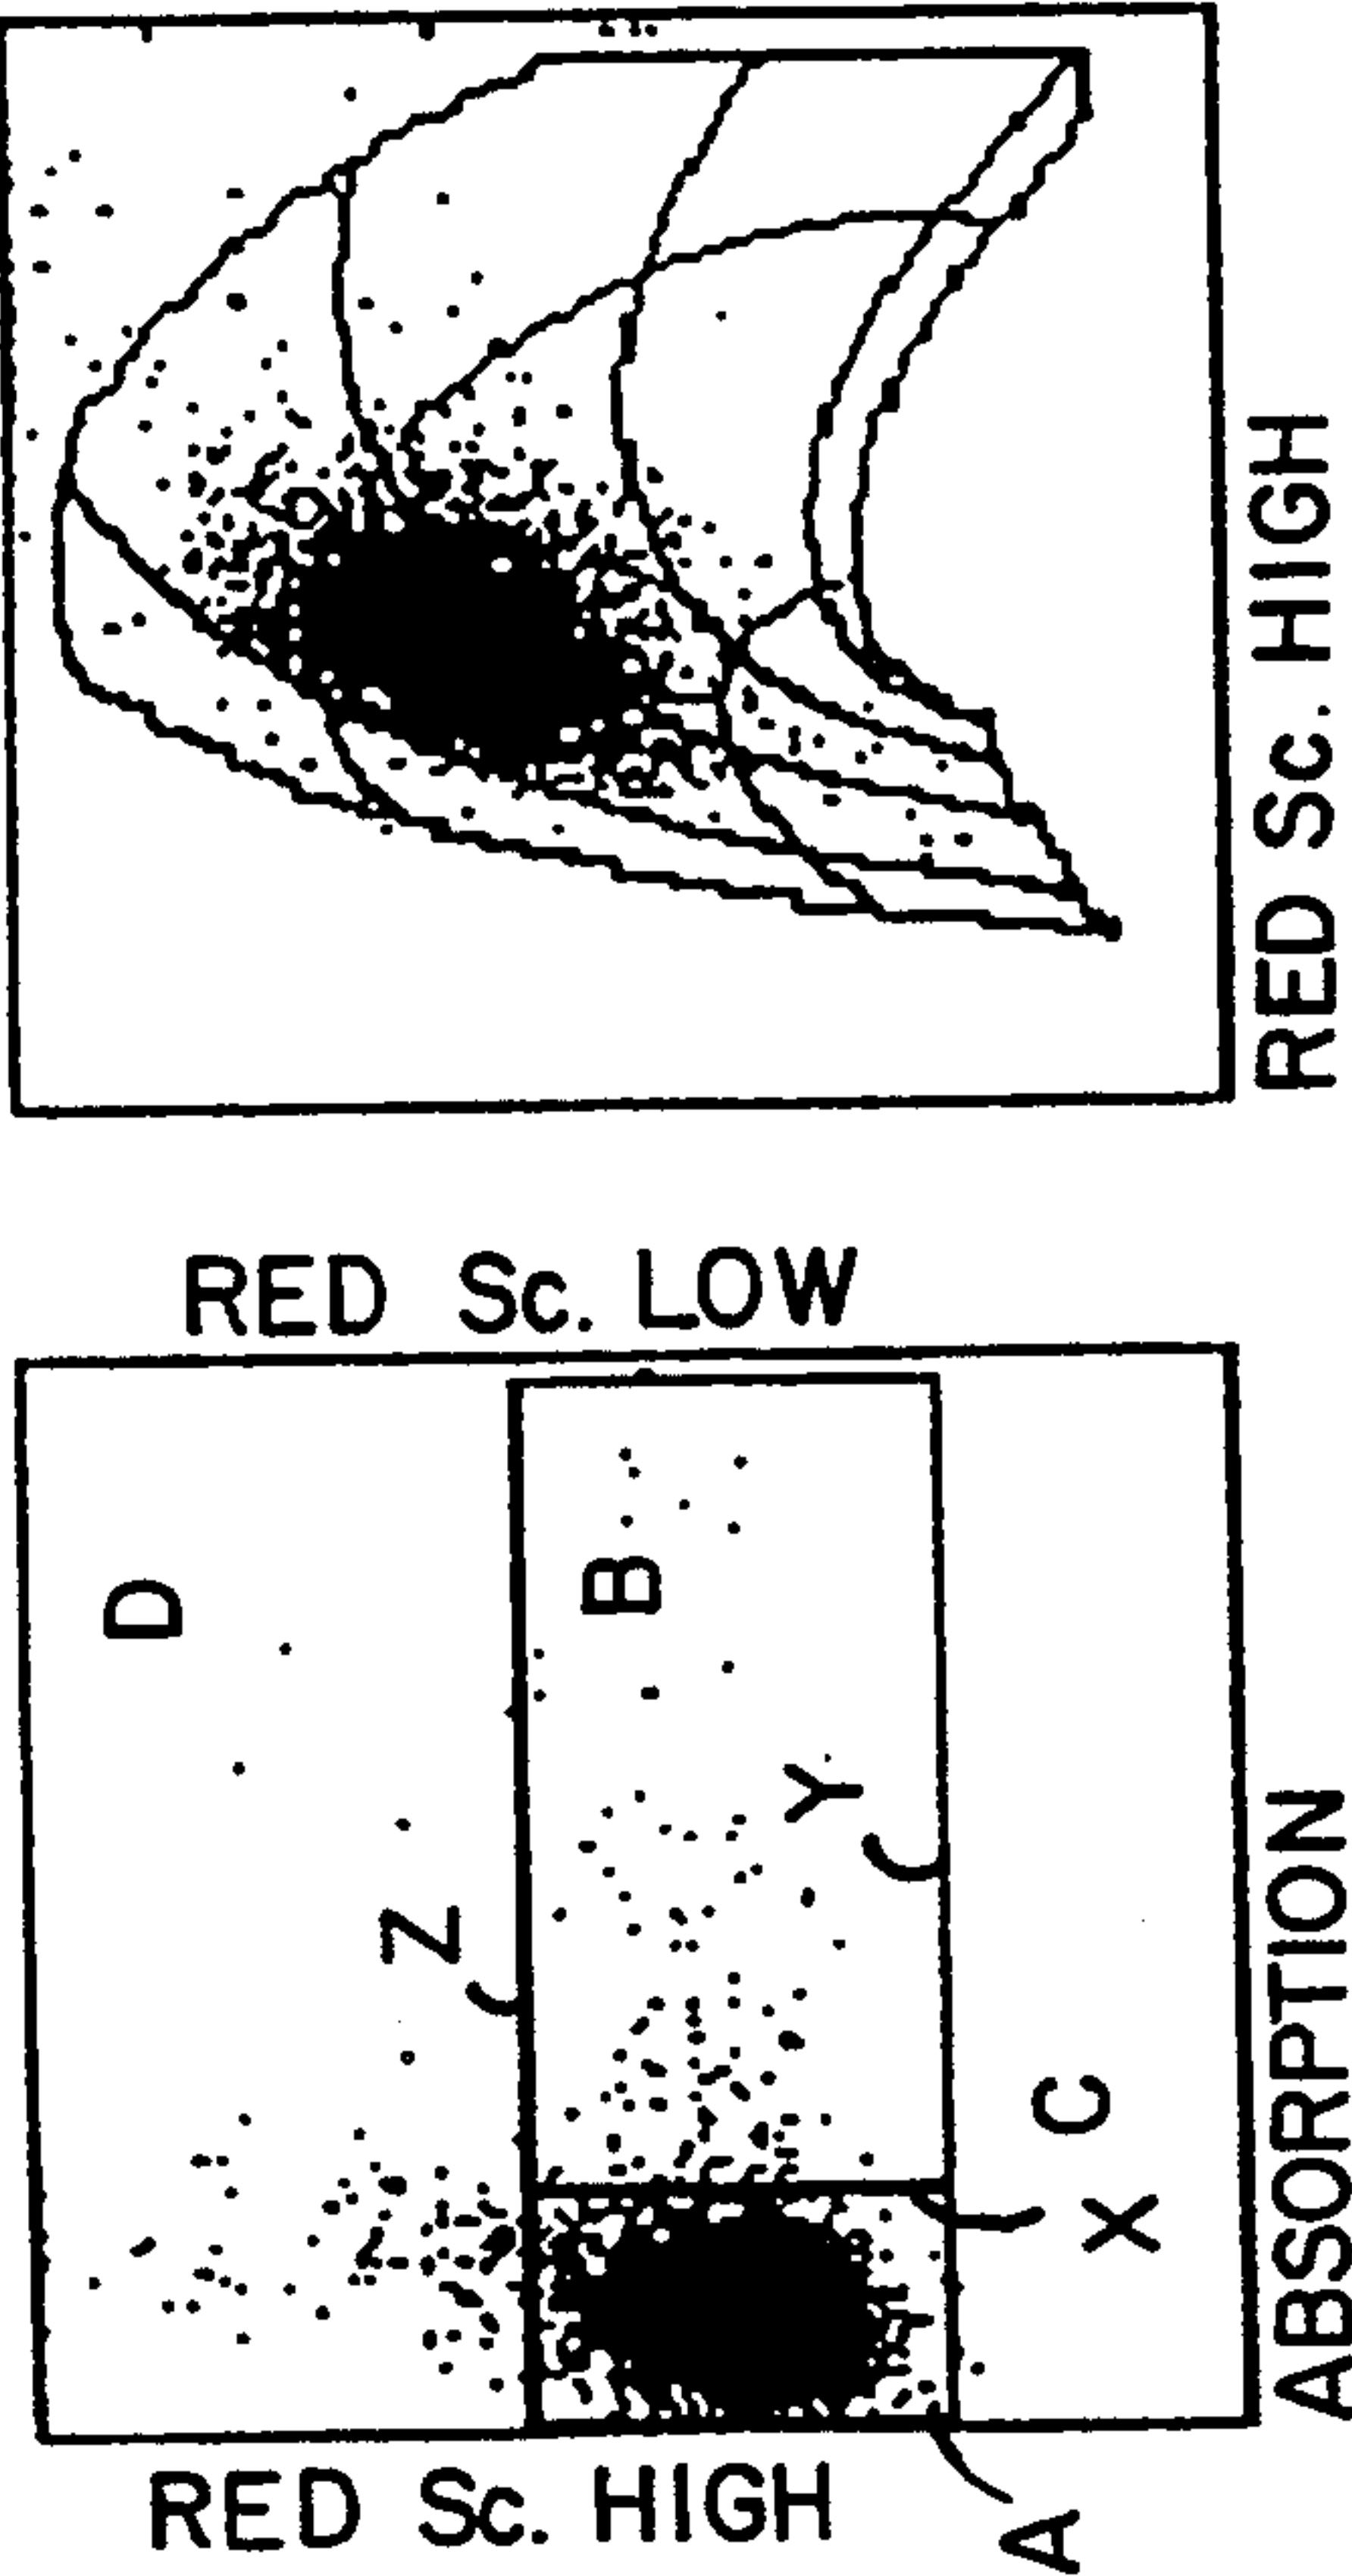 RED Sc. HIGH
D
Z
B
Y
A
C
X
ABSORPTION
RED Sc. LOW
RED Sc. HIGH